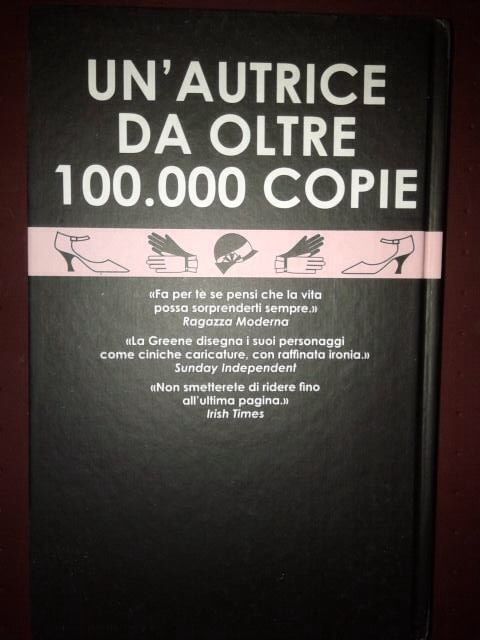 UN'AUTRICE
DA OLTRE
100.000 COPIE
«Fa per tè se pensi che la vita
possa sorprenderti sempre.»
Ragazza Moderna
«La Greene disegna i suoi personaggi
come ciniche caricature, con raffinata ironia.»
Sunday Independent
«Non smetterete di ridere fino
all'ultima pagina.»
Irish Times